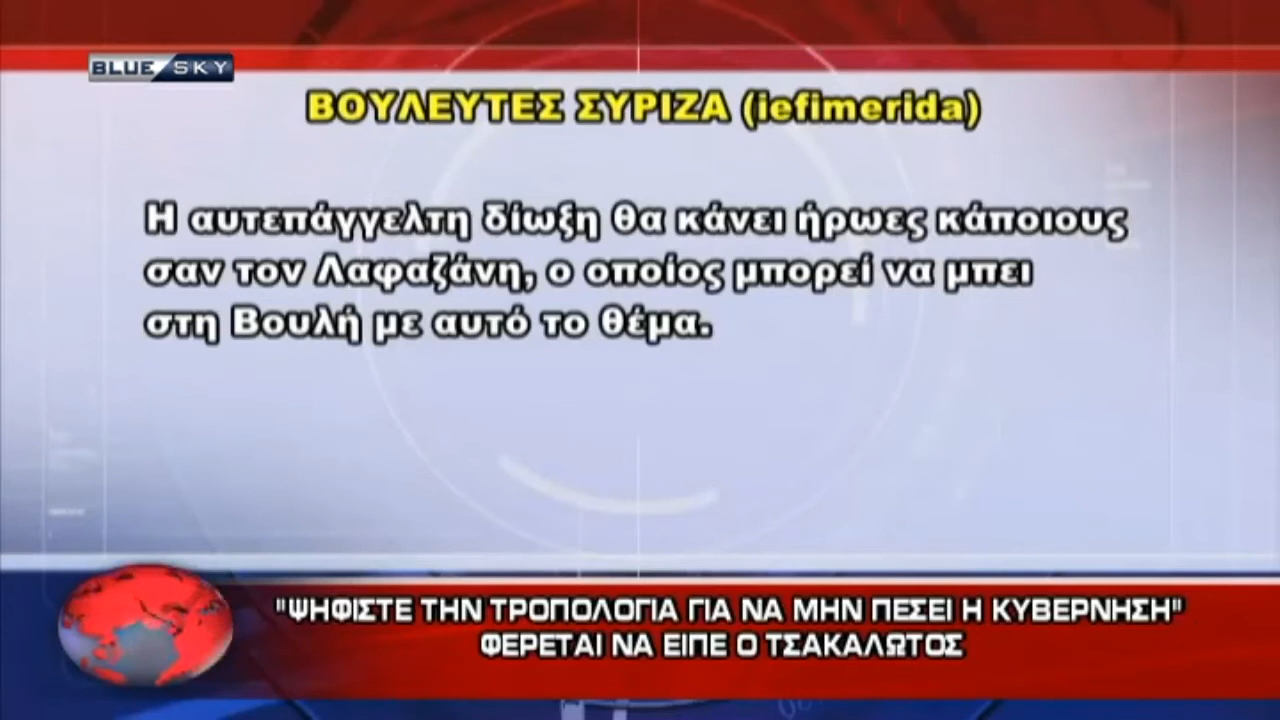 BLUE SKY
ΒΟΥΛΕΥΤΕΣ ΣΥΡΙΖΑ (iefimerida)
Η αυτεπάγγελτη δίωξη θα κάνει ήρωες κάποιους
σαν τον Λαφαζάνη, ο οποίος μπορεί να μπει
στη Βουλή με αυτό το θέμα.
"ΨΗΦΙΣΤΕ ΤΗΝ ΤΡΟΠΟΛΟΓΙΑ ΓΙΑ ΝΑ ΜΗΝ ΠΕΣΕΙ Η ΚΥΒΕΡΝΗΣΗ"
ΦΕΡΕΤΑΙ ΝΑ ΕΙΠΕ Ο ΤΣΑΚΑΛΩΤΟΣ